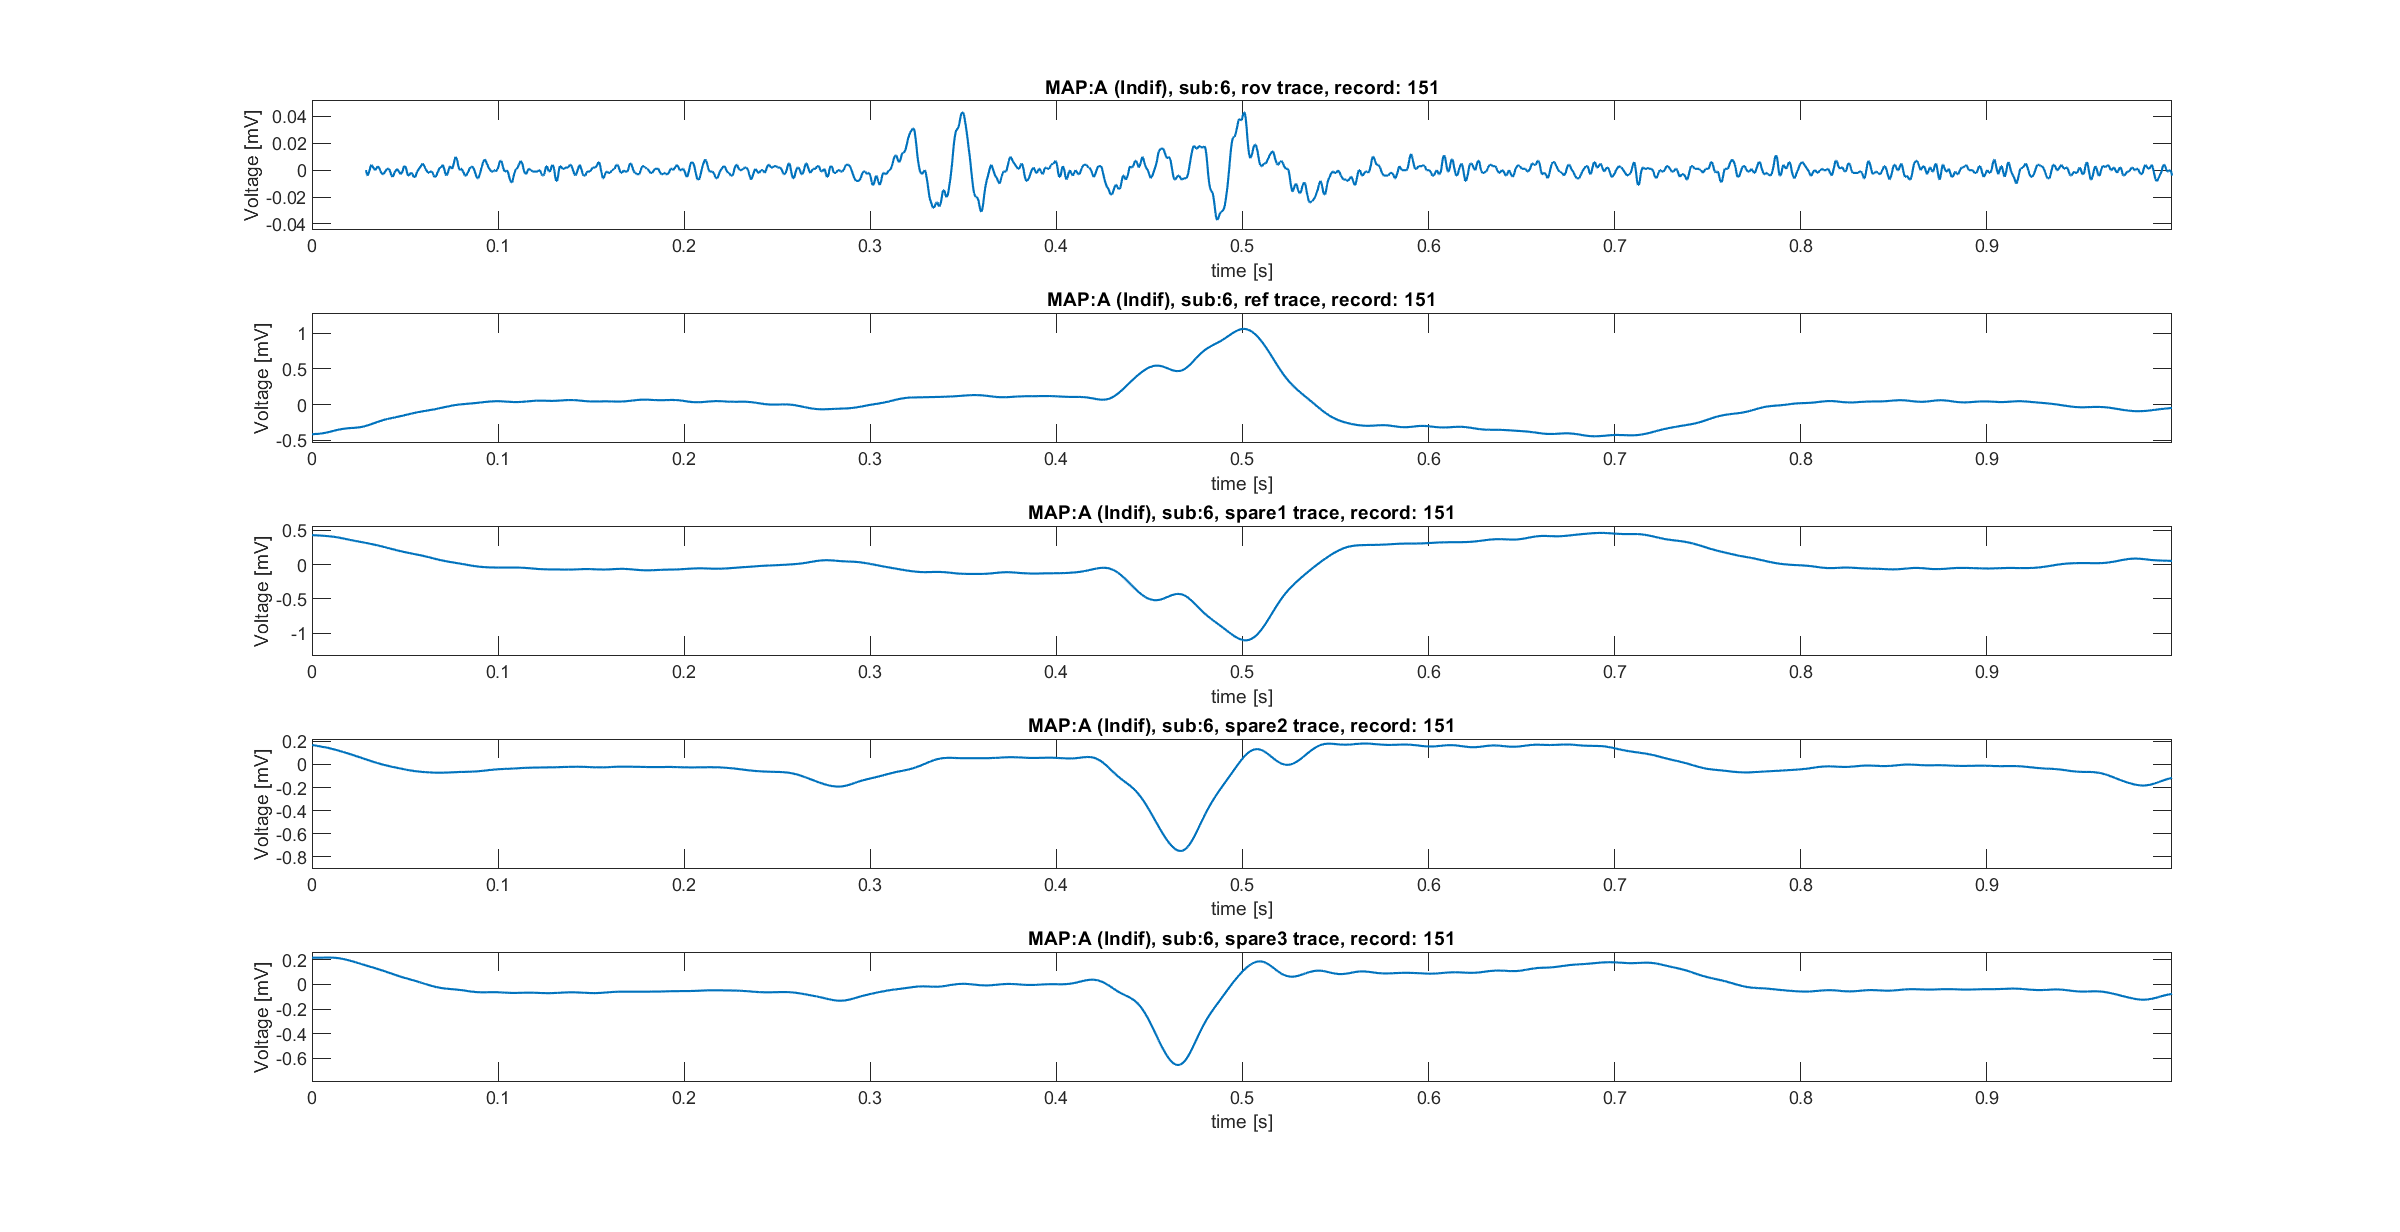 MAP:A (Indif), sub:6, rov trace, record: 151
Voltage [mV]
0.04
0.02
0
-0.02
-0.04
0 0.1 0.2 0.3 0.4 0.5 0.6 0.7 0.8 0.9
time [s]
MAP:A (Indif), sub:6, ref trace, record: 151
Voltage [mV]
1
0.5
0
-0.5
0 0.1 0.2 0.3 0.4 0.5 0.6 0.7 0.8 0.9
time [s]
MAP:A (Indif), sub:6, spare1 trace, record: 151
Voltage [mV]
0.5
0
-0.5
-1
0 0.1 0.2 0.3 0.4 0.5 0.6 0.7 0.8 0.9
time [s]
MAP:A (Indif), sub:6, spare2 trace, record: 151
Voltage [mV]
0.2
0
-0.2
-0.4
-0.6
-0.8
0 0.1 0.2 0.3 0.4 0.5 0.6 0.7 0.8 0.9
time [s]
MAP:A (Indif), sub:6, spare3 trace, record: 151
Voltage [mV]
0.2
0
-0.2
-0.4
-0.6
0 0.1 0.2 0.3 0.4 0.5 0.6 0.7 0.8 0.9
time [s]